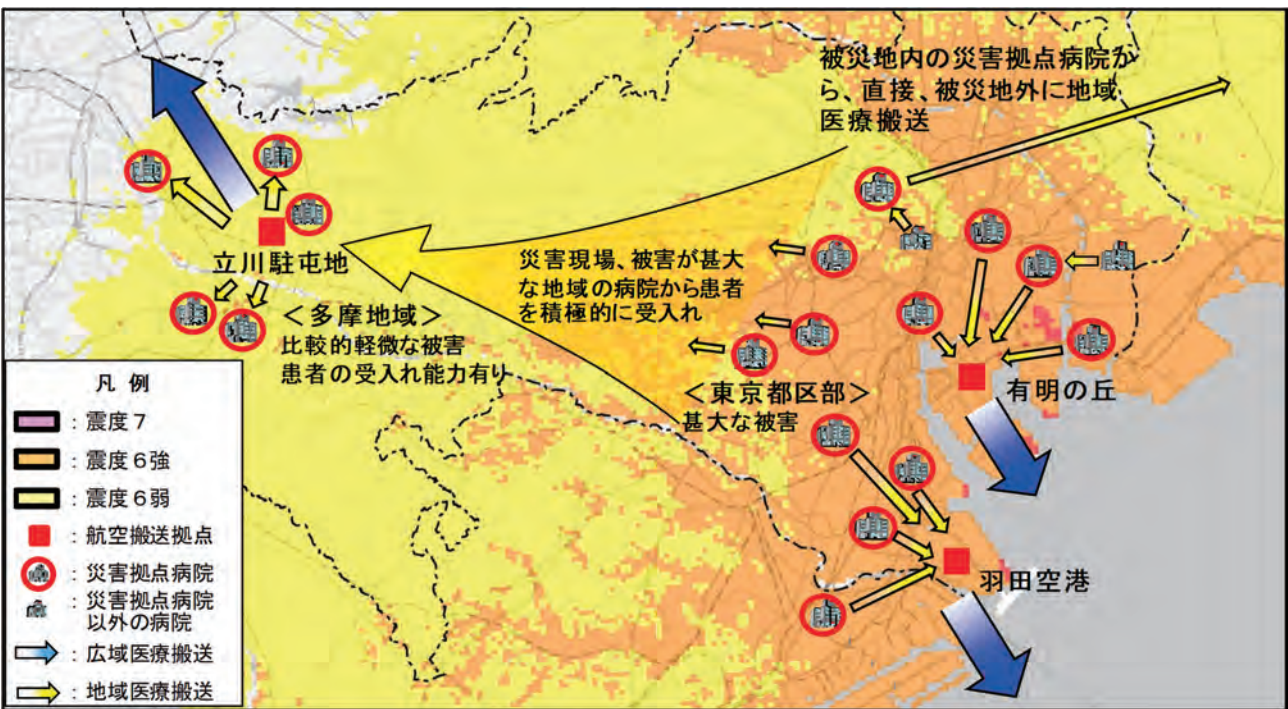 被災地内の災害拠点病院か
ら、直接、被災地外に地域
医療搬送
立川駐屯地
災害現場、被害が甚大
な地域の病院から患者
を積極的に受入れ
＜多摩地域＞
比較的軽微な被害
患者の受入れ能力有り
＜東京都区部＞
甚大な被害
有明の丘
羽田空港
凡 例
：震度７
：震度６強
：震度６弱
：航空搬送拠点
：災害拠点病院
：災害拠点病院
以外の病院
：広域医療搬送
：地域医療搬送